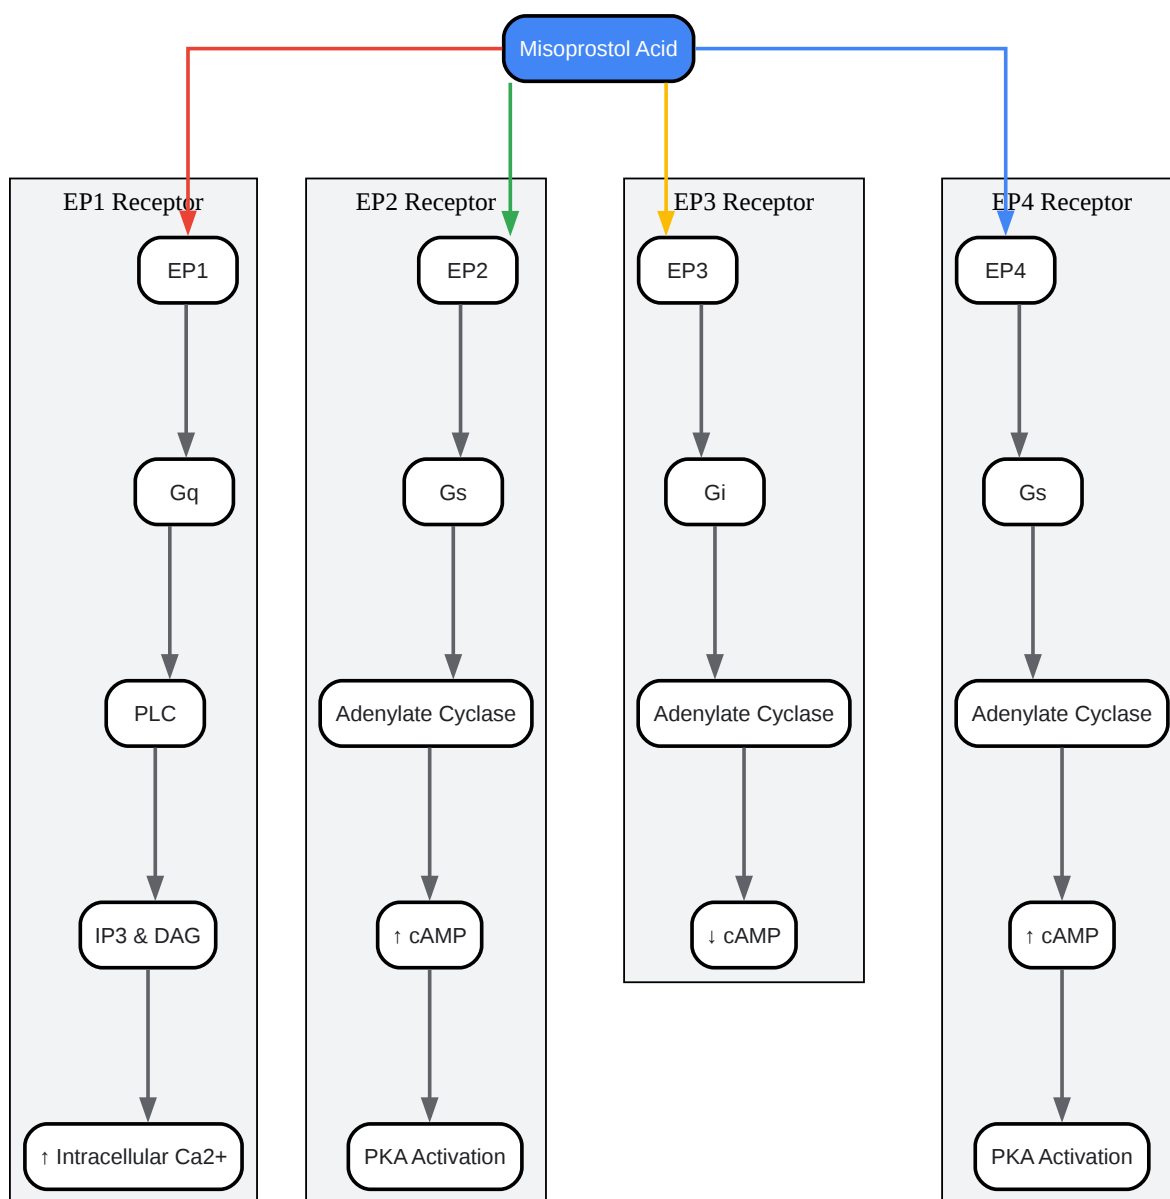 Misoprostol Acid
EP1 Receptor
EP2 Receptor
EP3 Receptor
EP4 Receptor
EP1
EP2
EP3
EP4
Gq
Gs
Gi
Gs
PLC
Adenylate Cyclase
Adenylate Cyclase
Adenylate Cyclase
IP3 & DAG
↑ cAMP
↓ cAMP
↑ cAMP
↑ Intracellular Ca2+
PKA Activation
PKA Activation